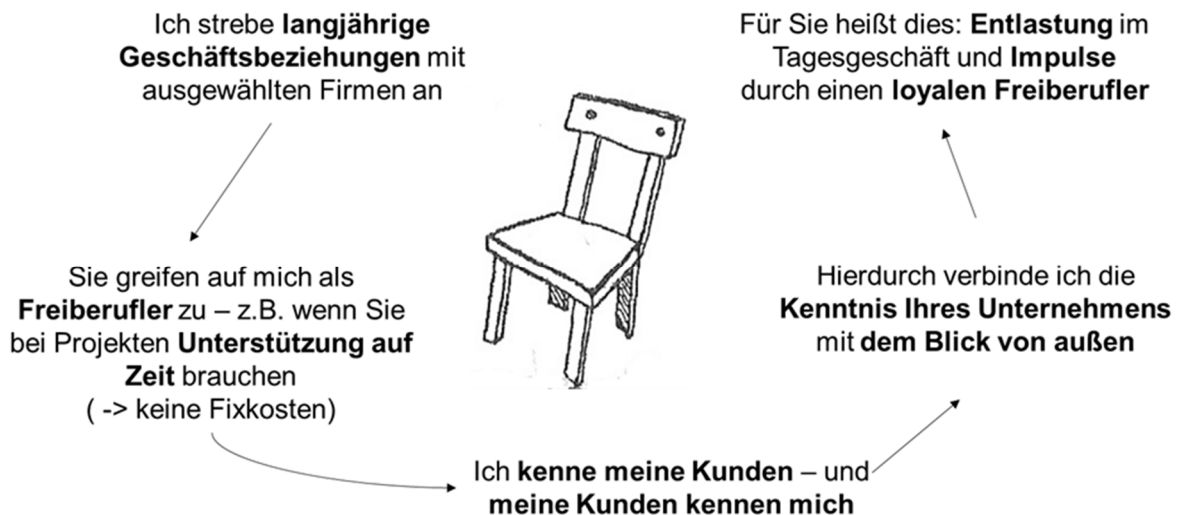 Ich strebe langjährige
Geschäftsbeziehungen mit
ausgewählten Firmen an
Sie greifen auf mich als
Freiberufler zu – z.B. wenn Sie
bei Projekten Unterstützung auf
Zeit brauchen
( -> keine Fixkosten)
Ich kenne meine Kunden – und
meine Kunden kennen mich
Hierdurch verbinde ich die
Kenntnis Ihres Unternehmens
mit dem Blick von außen
Für Sie heißt dies: Entlastung im
Tagesgeschäft und Impulse
durch einen loyalen Freiberufler